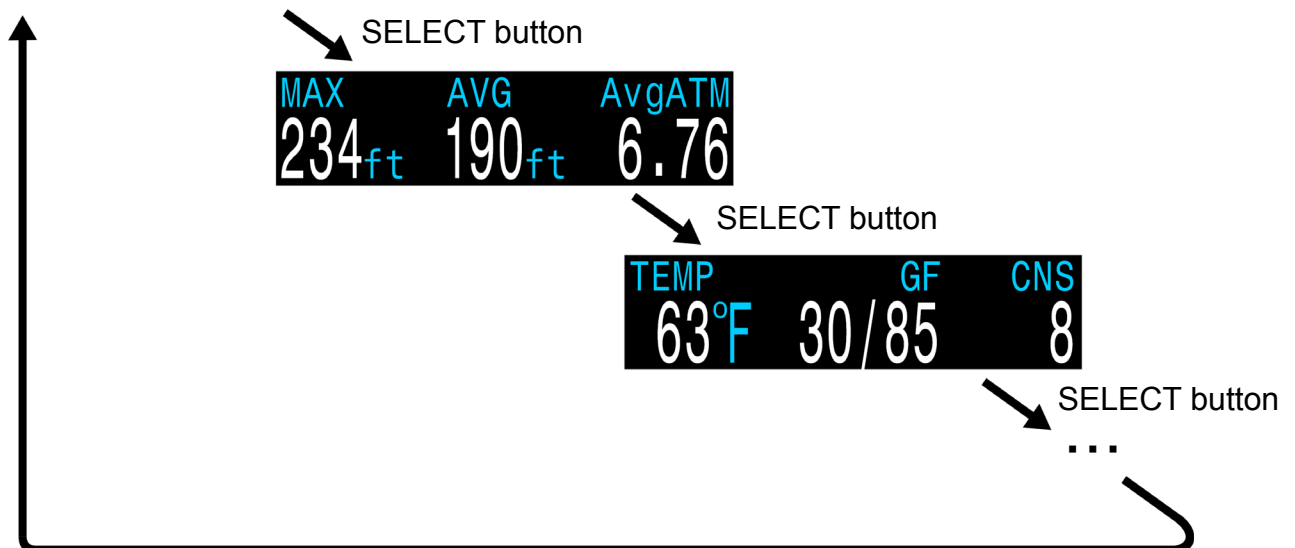 SELECT button
MAX AVG AvgATM
234ft 190ft 6.76
SELECT button
TEMP GF CNS
63°F 30/85 8
SELECT button
...